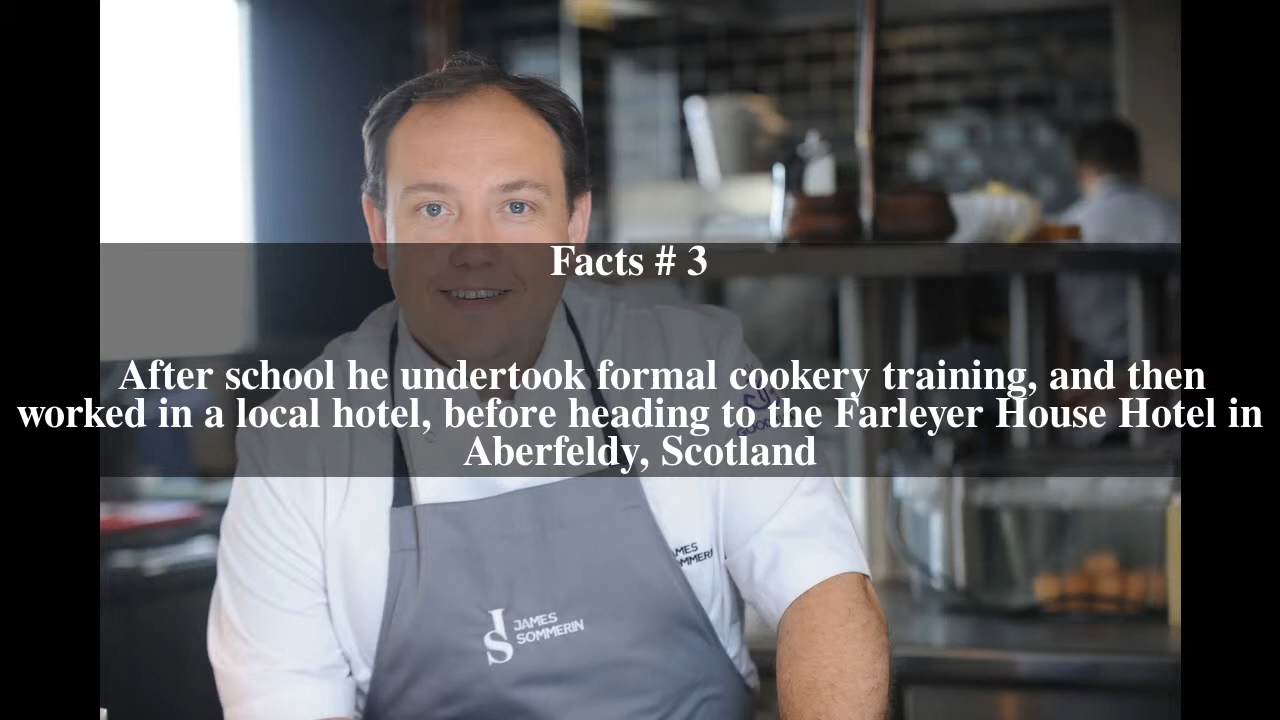 Facts # 3
After school he undertook formal cookery training, and then
worked in a local hotel, before heading to the Farleyer House Hotel in
Aberfeldy, Scotland
JS
JAMES
SOMMERIN